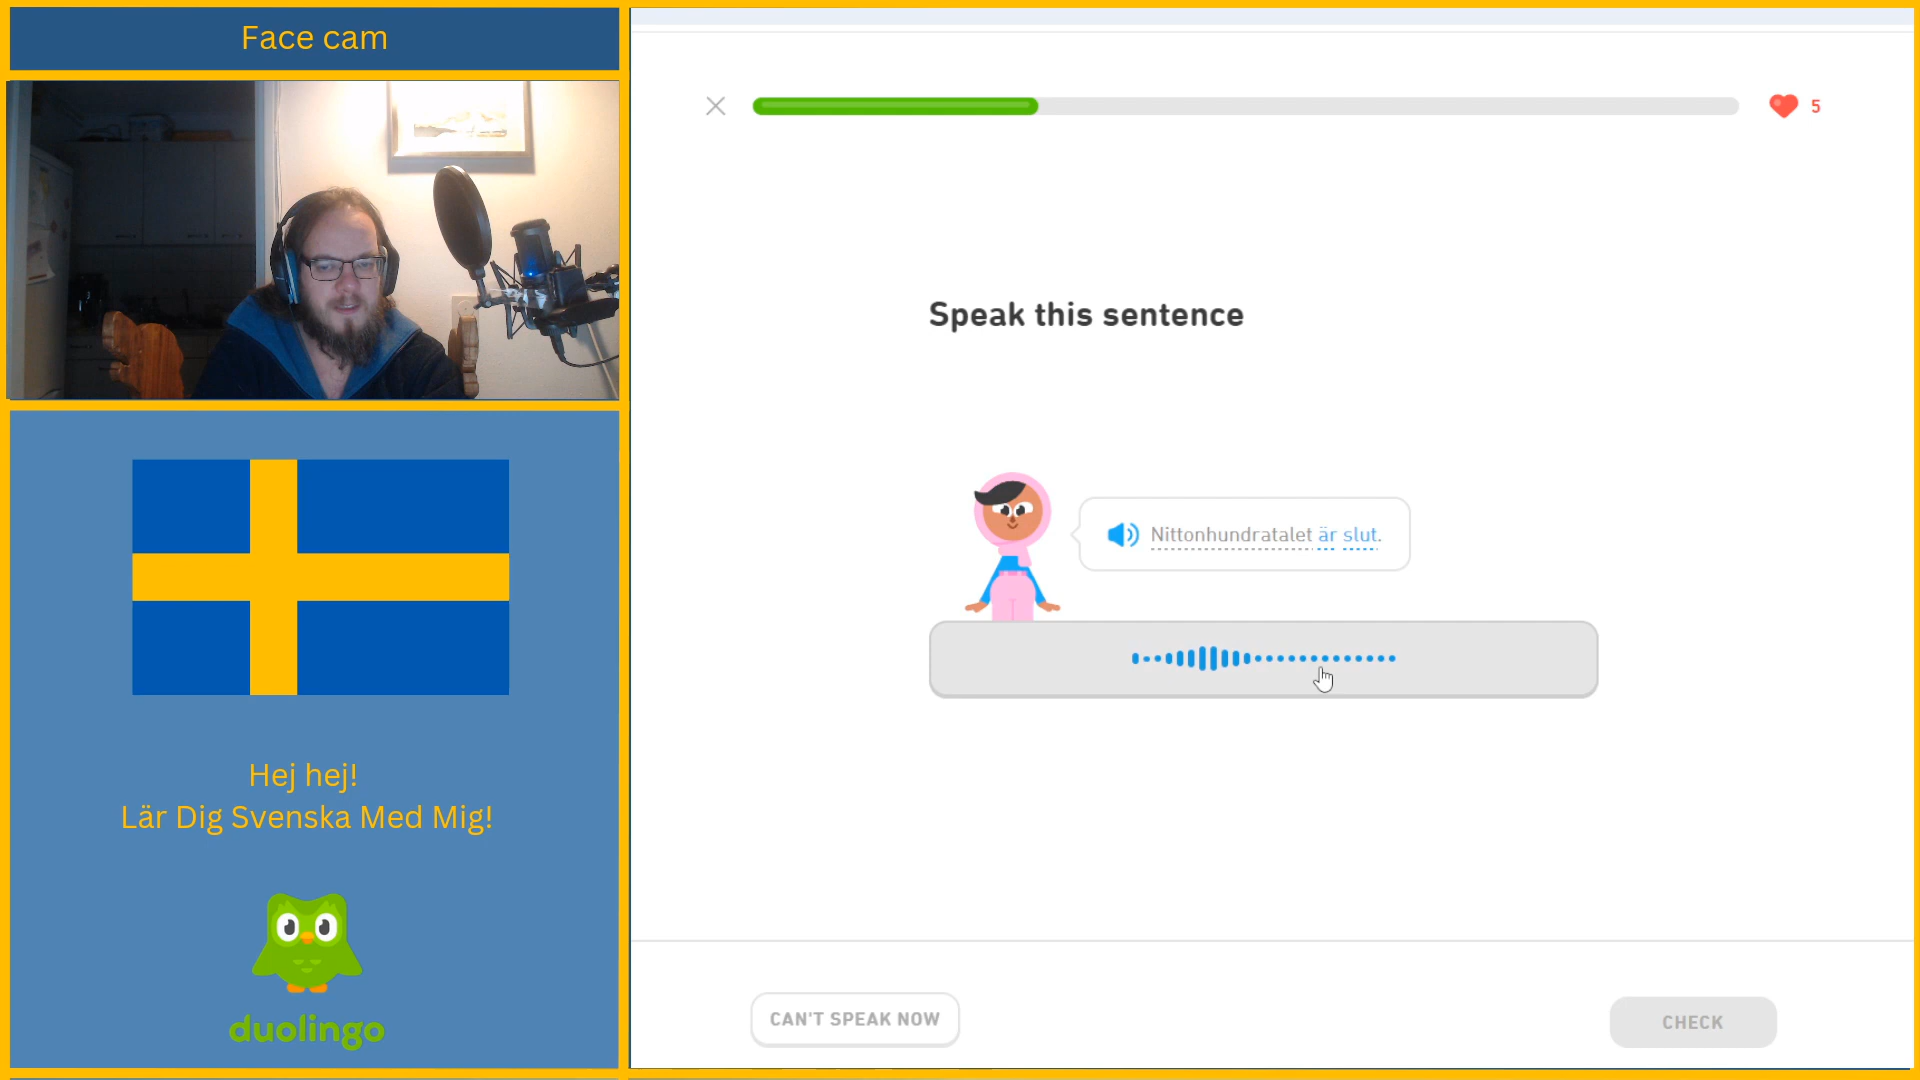 Face cam
5
Speak this sentence
Nittonhundratalet är slut.
Hej hej!
Lär Dig Svenska Med Mig!
duolingo
CAN'T SPEAK NOW
CHECK